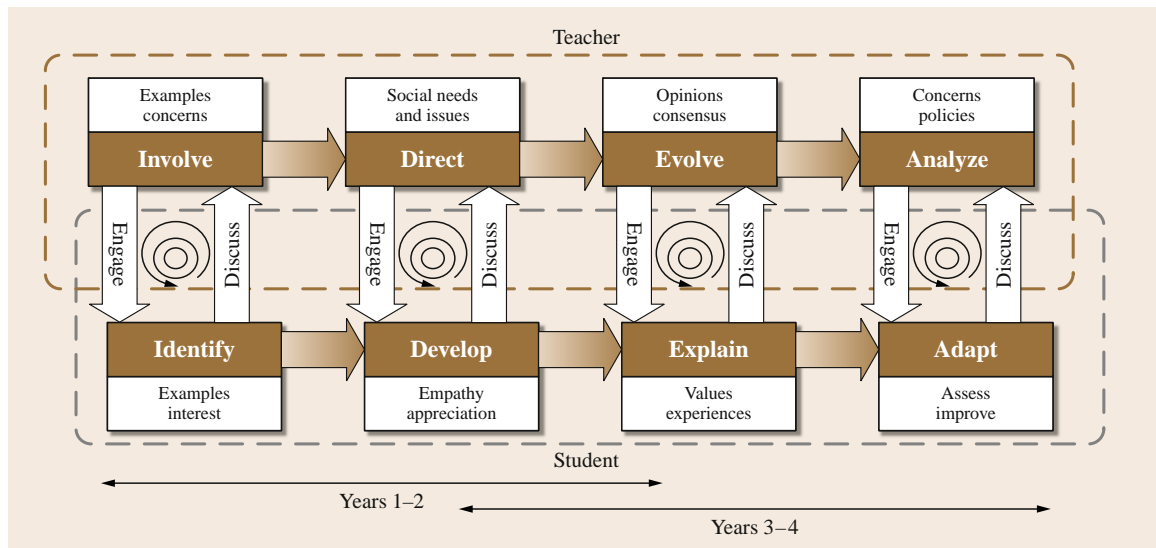 Teacher
Examples
concerns
Involve
Social needs
and issues
Direct
Opinions
consensus
Evolve
Concerns
policies
Analyze
Engage
Discuss
Engage
Discuss
Engage
Discuss
Engage
Discuss
Identify
Examples
interest
Develop
Empathy
appreciation
Explain
Values
experiences
Adapt
Assess
improve
Student
Years 1–2
Years 3–4